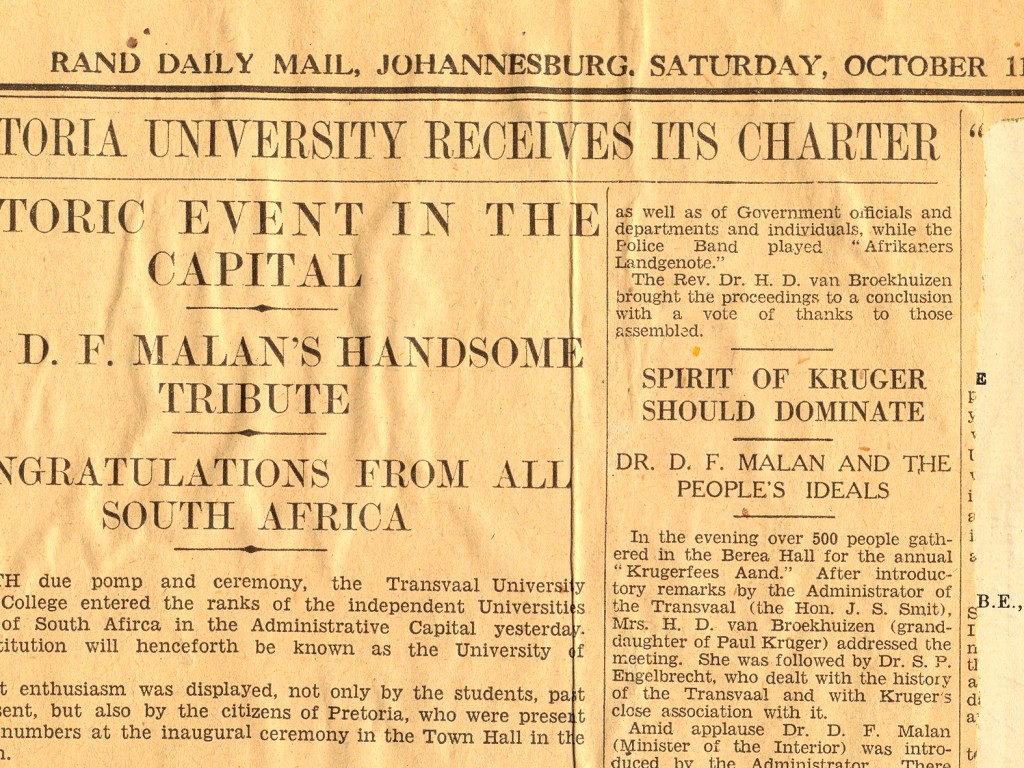 RAND DAILY MAIL, JOHANNESBURG. SATURDAY, OCTOBER 11
TORIA UNIVERSITY RECEIVES ITS CHARTER
TORIC EVENT IN THE
CAPITAL
D. F. MALAN'S HANDSOME
TRIBUTE
NGRATULATIONS FROM ALL
SOUTH AFRICA
TH due pomp and ceremony, the Transvaal University
College entered the ranks of the independent Universities
of South Afirca in the Administrative Capital yesterday.
titution will henceforth be known as the University of
t enthusiasm was displayed, not only by the students, past
sent, but also by the citizens of Pretoria, who were present
numbers at the inaugural ceremony in the Town Hall in the
n.
as well as of Government officials and
departments and individuals, while the
Police Band played "Afrikaners
Landgenote."
The Rev. Dr. H. D. van Broekhuizen
brought the proceedings to a conclusion
with a vote of thanks to those
assembled.
SPIRIT OF KRUGER
SHOULD DOMINATE
DR. D. F. MALAN AND THE
PEOPLE'S IDEALS
In the evening over 500 people gath-
ered in the Berea Hall for the annual
"Krugerfees Aand." After introduc-
tory remarks by the Administrator of
the Transvaal (the Hon. J. S. Smit),
Mrs. H. D. van Broekhuizen (grand-
daughter of Paul Kruger) addressed the
meeting. She was followed by Dr. S. P.
Engelbrecht, who dealt with the history
of the Transvaal and with Kruger's
close association with it.
Amid applause Dr. D. F. Malan
(Minister of the Interior) was intro-
duced by the Administrator. There
"
E
B.E.,